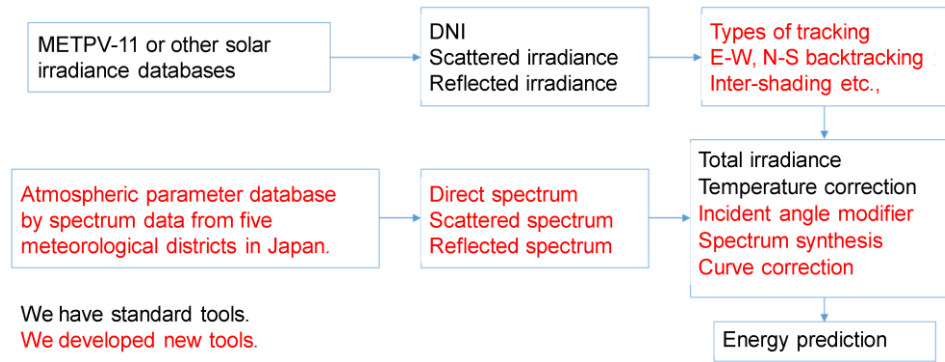 METPV-11 or other solar
irradiance databases
DNI
Scattered irradiance
Reflected irradiance
Types of tracking
E-W, N-S backtracking
Inter-shading etc.,
Atmospheric parameter database
by spectrum data from five
meteorological districts in Japan.
Direct spectrum
Scattered spectrum
Reflected spectrum
Total irradiance
Temperature correction
Incident angle modifier
Spectrum synthesis
Curve correction
We have standard tools.
We developed new tools.
Energy prediction